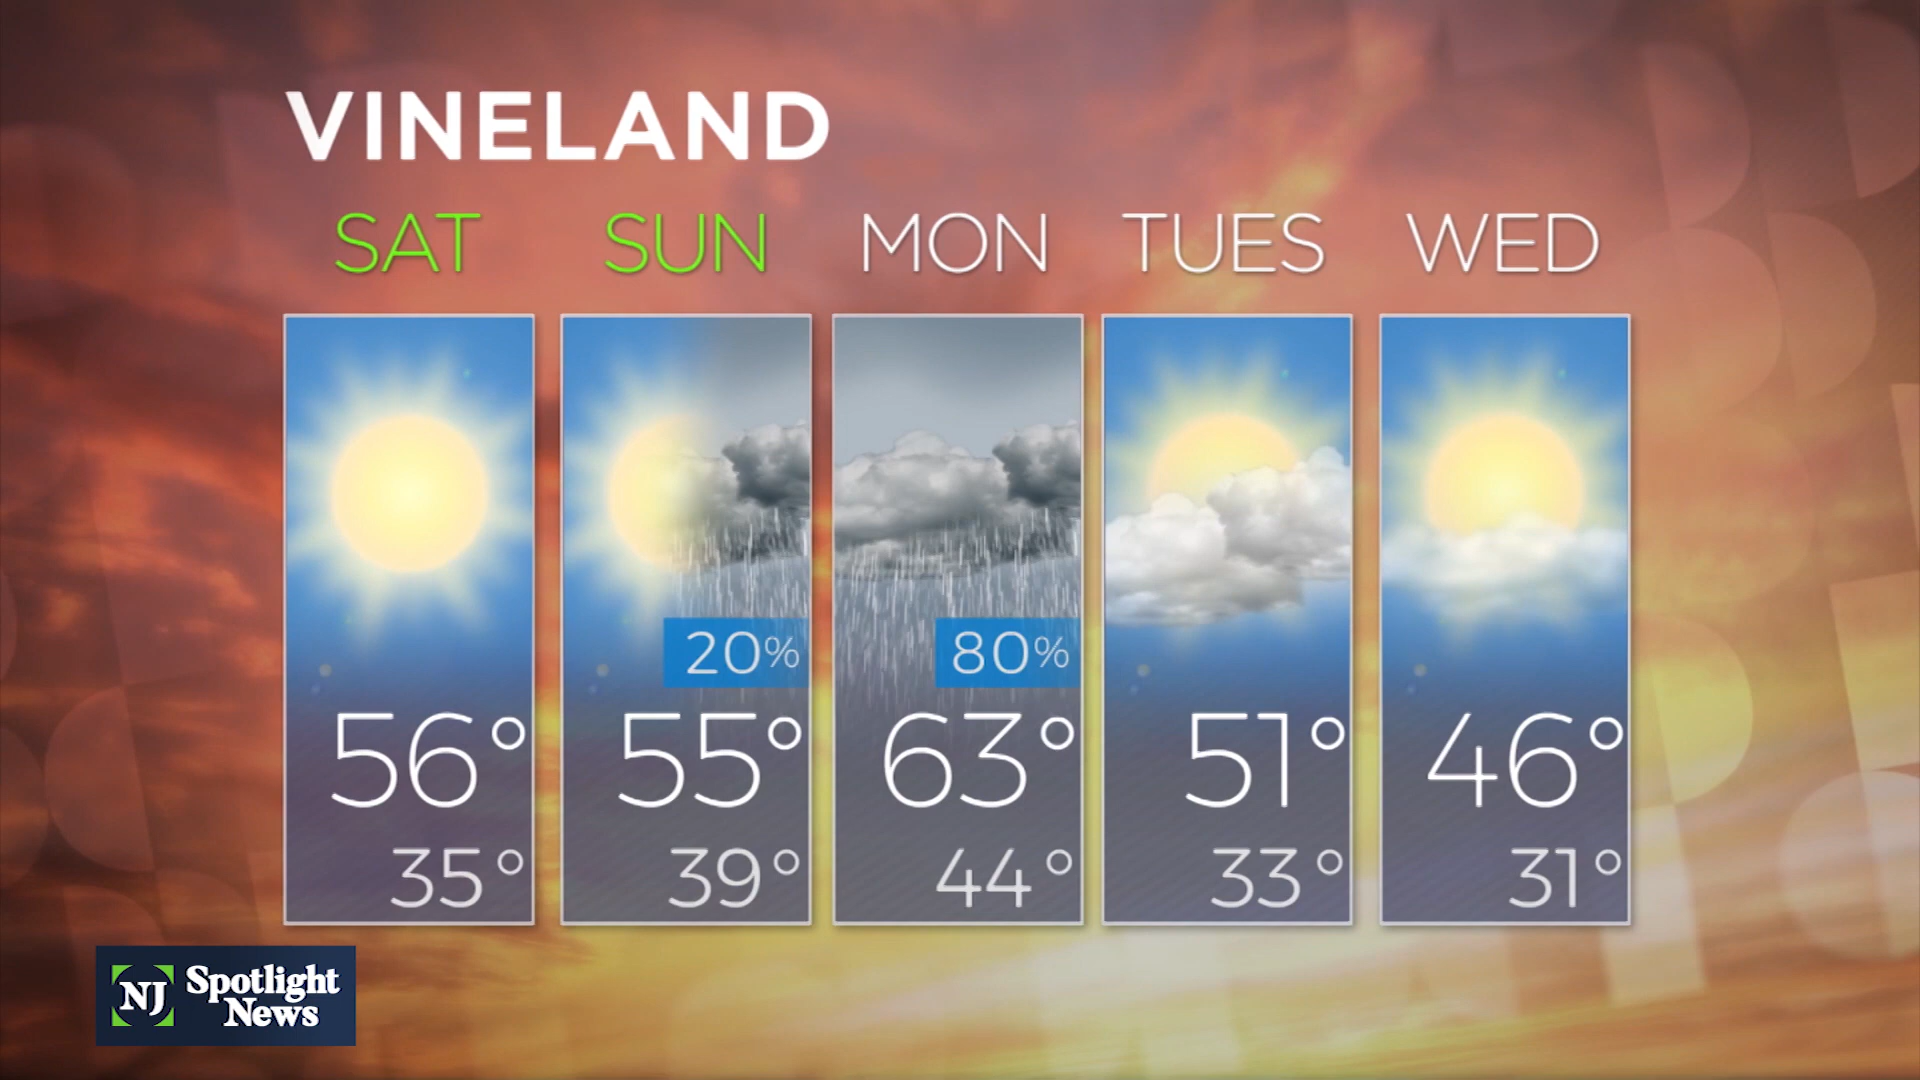 VINELAND
SAT SUN MON TUES WED
20% 80%
56° 55° 63° 51° 46°
35° 39° 44° 33° 31°
NJ Spotlight
News